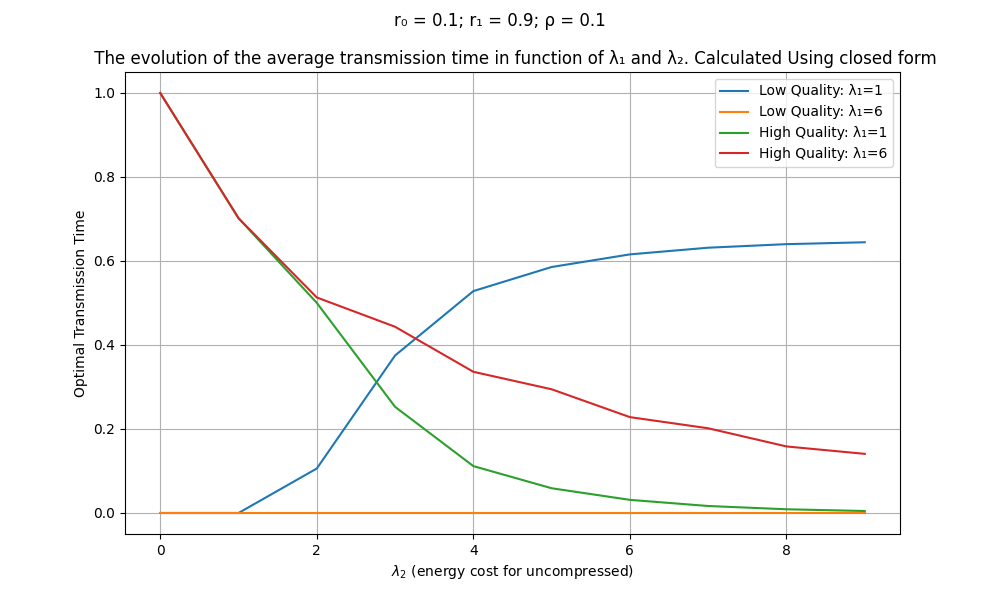 r₀ = 0.1; r₁ = 0.9; ρ = 0.1
The evolution of the average transmission time in function of λ₁ and λ₂. Calculated Using closed form
Low Quality: λ₁=1
Low Quality: λ₁=6
High Quality: λ₁=1
High Quality: λ₁=6
Optimal Transmission Time
1.0
0.8
0.6
0.4
0.2
0.0
0 2 4 6 8
λ₂ (energy cost for uncompressed)